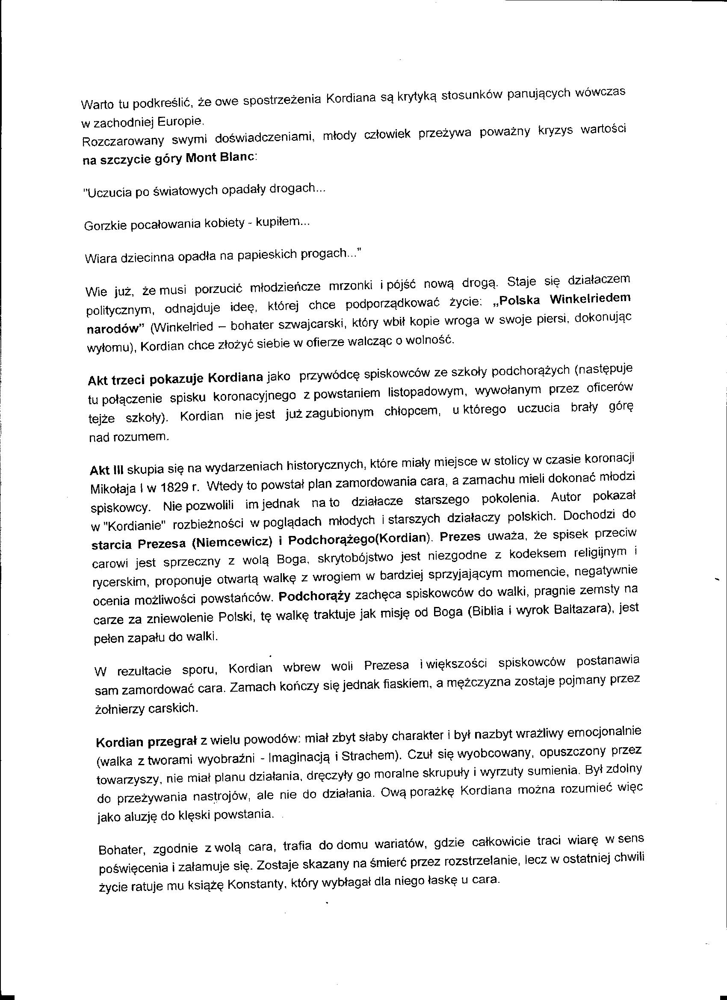 Warto tu podkreślić, że owe spostrzeżenia Kordiana są krytyką stosunków panujących wówczas
w zachodniej Europie.
Rozczarowany swymi doświadczeniami, młody człowiek przeżywa poważny kryzys wartości
na szczycie góry Mont Blanc:
"Uczucia po światowych opadały drogach...
Gorzkie pocałowania kobiety - kupiłem...
Wiara dziecinna opadła na papieskich progach..."
Wie już, że musi porzucić młodzieńcze mrzonki i pójść nową drogą. Staje się działaczem
politycznym, odnajduje ideę, której chce podporządkować życie: „Polska Winkelriedem
narodów” (Winkelried – bohater szwajcarski, który wbił kopie wroga w swoje piersi, dokonując
wyłomu), Kordian chce złożyć siebie w ofierze walcząc o wolność.
Akt trzeci pokazuje Kordiana jako przywódcę spiskowców ze szkoły podchorążych (następuje
tu połączenie spisku koronacyjnego z powstaniem listopadowym, wywołanym przez oficerów
tejże szkoły). Kordian nie jest już zagubionym chłopcem, u którego uczucia brały górę
nad rozumem.
Akt III skupia się na wydarzeniach historycznych, które miały miejsce w stolicy w czasie koronacji
Mikołaja I w 1829 r. Wtedy to powstał plan zamordowania cara, a zamachu mieli dokonać młodzi
spiskowcy. Nie pozwolili im jednak na to działacze starszego pokolenia. Autor pokazał
w "Kordianie" rozbieżności w poglądach młodych i starszych działaczy polskich. Dochodzi do
starcia Prezesa (Niemcewicz) i Podchorążego(Kordian). Prezes uważa, że spisek przeciw
carowi jest sprzeczny z wolą Boga, skrytobójstwo jest niezgodne z kodeksem religijnym i
rycerskim, proponuje otwartą walkę z wrogiem w bardziej sprzyjającym momencie, negatywnie
ocenia możliwości powstańców. Podchorąży zachęca spiskowców do walki, pragnie zemsty na
carze za zniewolenie Polski, tę walkę traktuje jak misję od Boga (Biblia i wyrok Baltazara), jest
pełen zapału do walki.
W rezultacie sporu, Kordian wbrew woli Prezesa i większości spiskowców postanawia
sam zamordować cara. Zamach kończy się jednak fiaskiem, a mężczyzna zostaje pojmany przez
żołnierzy carskich.
Kordian przegrał z wielu powodów: miał zbyt słaby charakter i był nazbyt wrażliwy emocjonalnie
(walka z tworami wyobraźni - Imaginacją i Strachem). Czuł się wyobcowany, opuszczony przez
towarzyszy, nie miał planu działania, dręczyły go moralne skrupuły i wyrzuty sumienia. Był zdolny
do przeżywania nastrojów, ale nie do działania. Ową porażkę Kordiana można rozumieć więc
jako aluzję do klęski powstania.
Bohater, zgodnie z wolą cara, trafia do domu wariatów, gdzie całkowicie traci wiarę w sens
poświęcenia i załamuje się. Zostaje skazany na śmierć przez rozstrzelanie, lecz w ostatniej chwili
życie ratuje mu książę Konstanty, który wybłagał dla niego łaskę u cara.